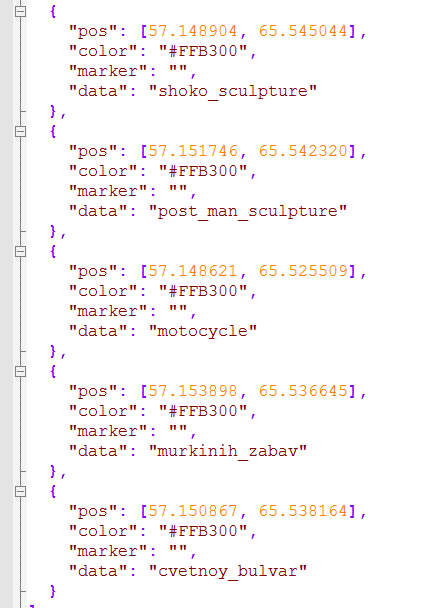 {
"pos": [57.148904, 65.545044],
"color": "#FFB300",
"marker": "",
"data": "shoko_sculpture"
},
{
"pos": [57.151746, 65.542320],
"color": "#FFB300",
"marker": "",
"data": "post_man_sculpture"
},
{
"pos": [57.148621, 65.525509],
"color": "#FFB300",
"marker": "",
"data": "motocycle"
},
{
"pos": [57.153898, 65.536645],
"color": "#FFB300",
"marker": "",
"data": "murkinih_zabav"
},
{
"pos": [57.150867, 65.538164],
"color": "#FFB300",
"marker": "",
"data": "cvetnoy_bulvar"
}